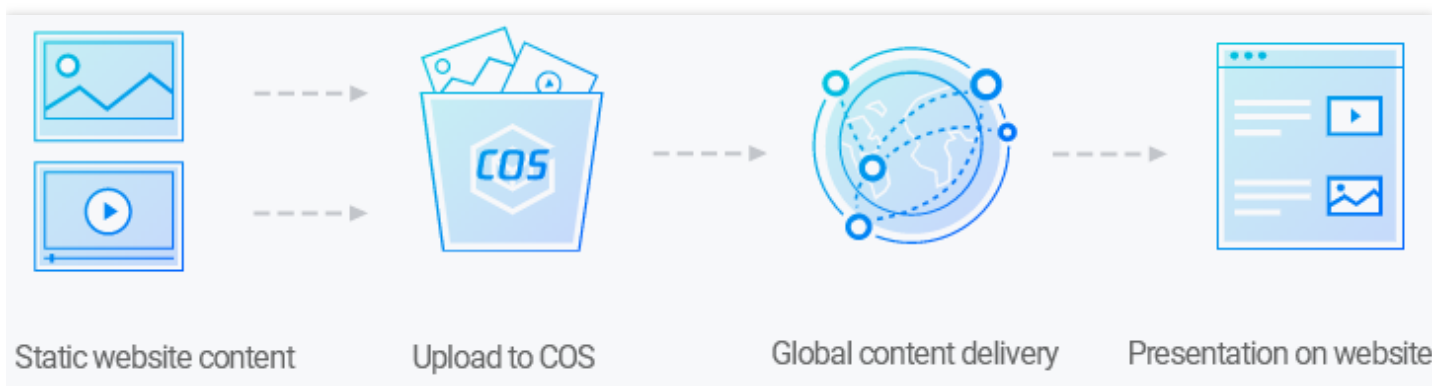 COS
Static website content
Upload to COS
Global content delivery
Presentation on website